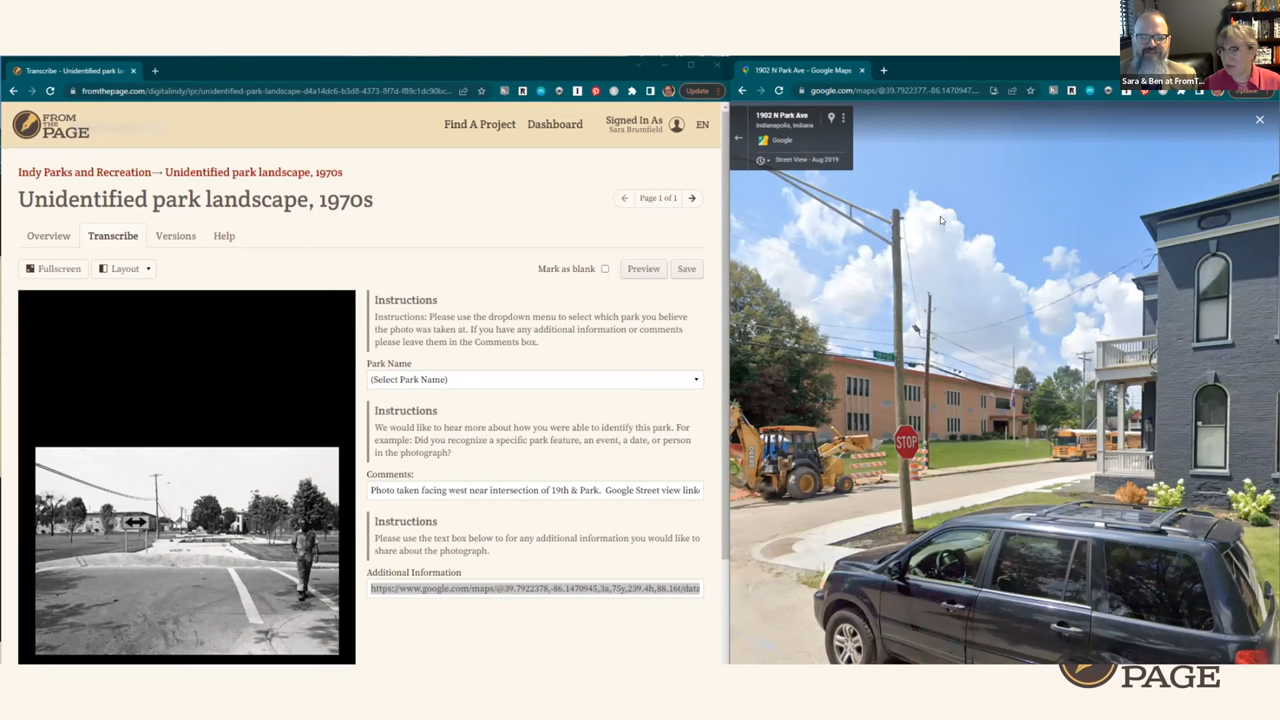 Sara & Ben at FromT...
Transcribe - Unidentified park lan
fromthepage.com/digitalindy/ipr/unidentified-park-landscape-d4a14dc6-b3d8-4373-8f7d-f89c1d90bc...
Update
FROM
THE PAGE
Find A Project
Dashboard
Signed In As
Sara Brumfield
EN
Indy Parks and Recreation→ Unidentified park landscape, 1970s
Unidentified park landscape, 1970s
Page 1 of 1
Overview
Transcribe
Versions
Help
Fullscreen
Layout
Mark as blank
Preview
Save
Instructions
Instructions: Please use the dropdown menu to select which park you believe
the photo was taken at. If you have any additional information or comments
please leave them in the Comments box.
Park Name
(Select Park Name)
Instructions
We would like to hear more about how you were able to identify this park. For
example: Did you recognize a specific park feature, an event, a date, or person
in the photograph?
Comments:
Photo taken facing west near intersection of 19th & Park. Google Street view link
Instructions
Please use the text box below to for any additional information you would like to
share about the photograph.
Additional Information
https://www.google.com/maps/@39.7922378,-86.1470945,3a,75y,239.4h,88.16t/data
1902 N Park Ave - Google Maps
google.com/maps/@39.7922377,-86.1470947,...
1902 N Park Ave
Indianapolis, Indiana
Google
Street View - Aug 2019
STOP
DEERE
PAGE